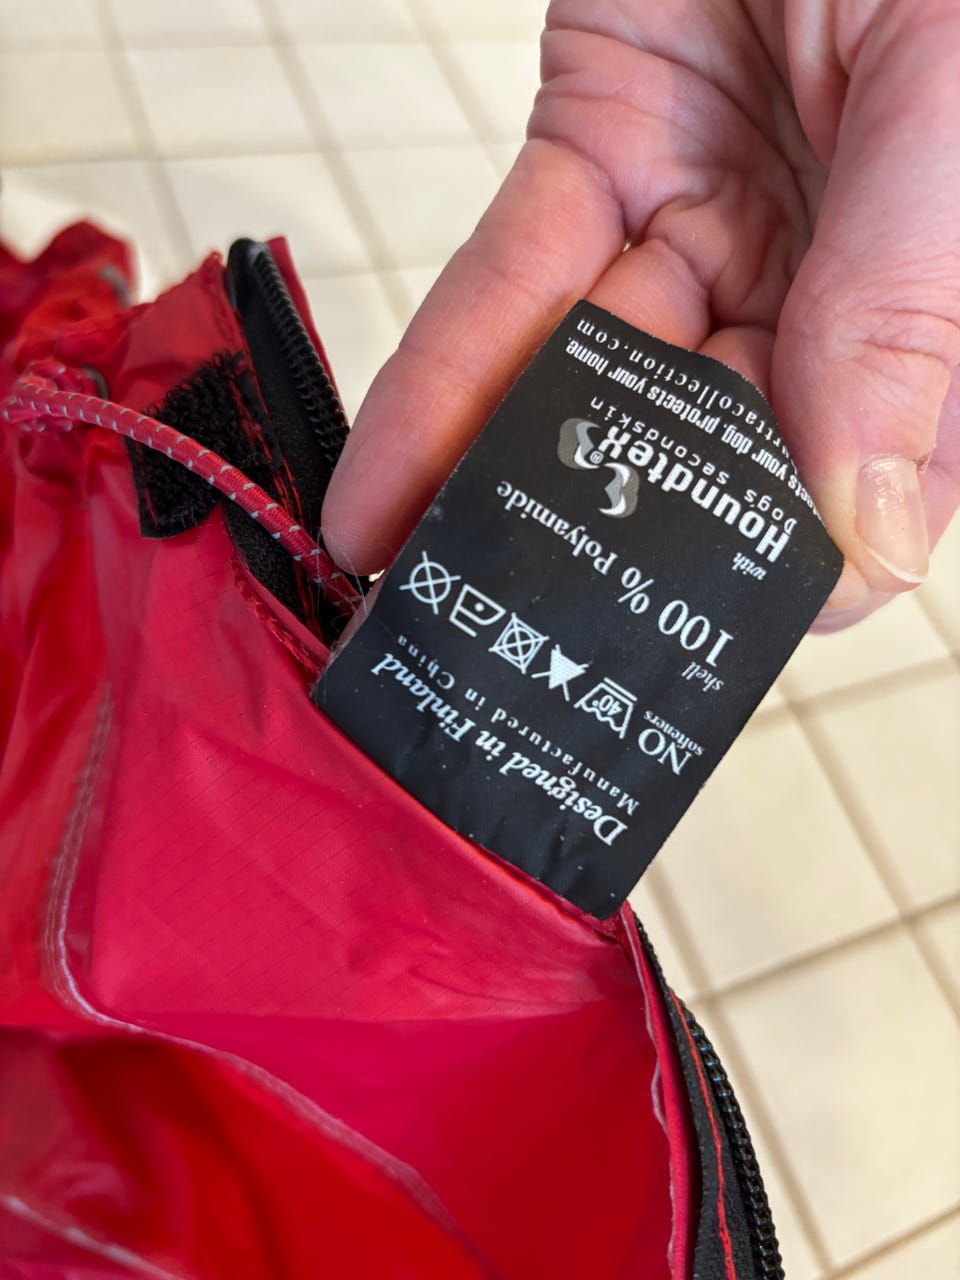 Designed in Finland
Manufactured in China
NO 40°
softeners
shell
100 % Polyamide
with
Houndtex®
dogs secondskin
your dog, protects your home.